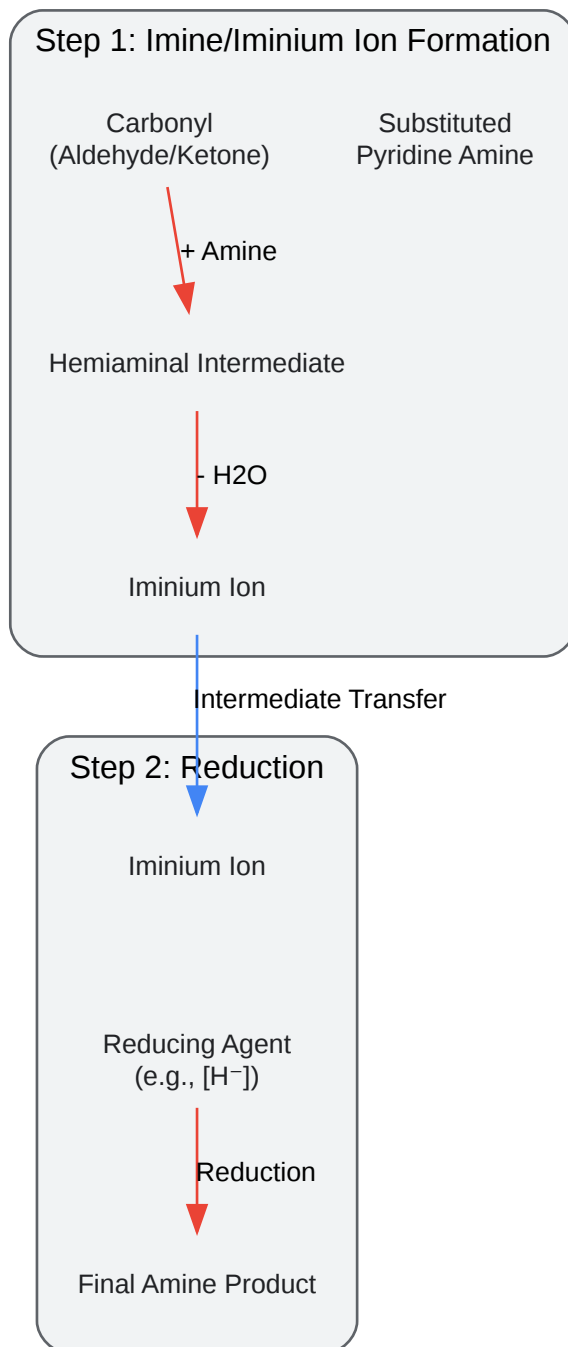 Step 1: Imine/Iminium Ion Formation
Carbonyl
(Aldehyde/Ketone)
Substituted
Pyridine Amine
+ Amine
Hemiaminal Intermediate
- H2O
Iminium Ion
Intermediate Transfer
Step 2: Reduction
Iminium Ion
Reducing Agent
(e.g., [H⁻])
Reduction
Final Amine Product